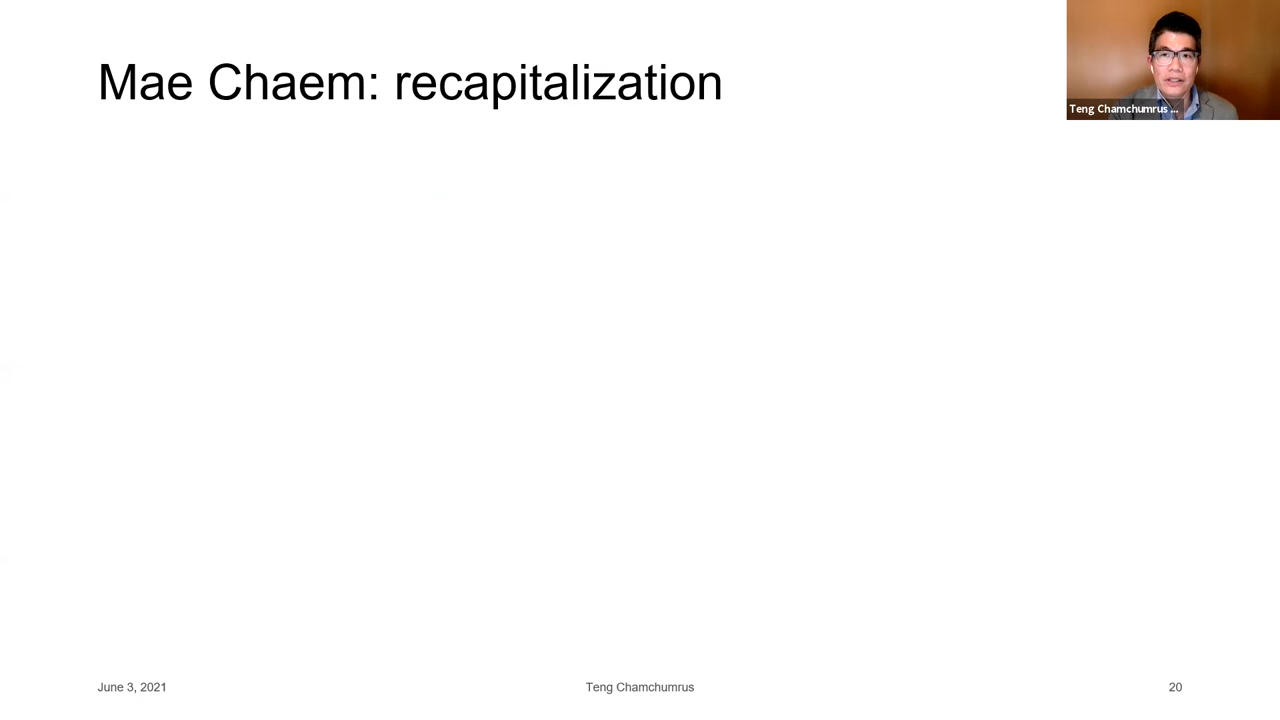 Mae Chaem: recapitalization
Teng Chamchumrus ...
June 3, 2021
Teng Chamchumrus
20